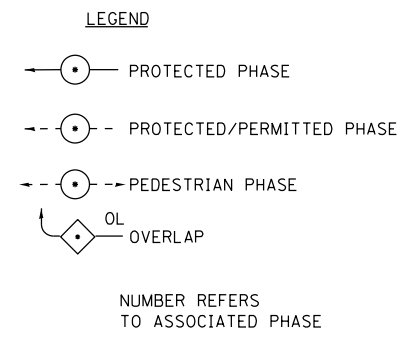 LEGEND
* PROTECTED PHASE
* PROTECTED/PERMITTED PHASE
* PEDESTRIAN PHASE
OL
* OVERLAP
NUMBER REFERS
TO ASSOCIATED PHASE